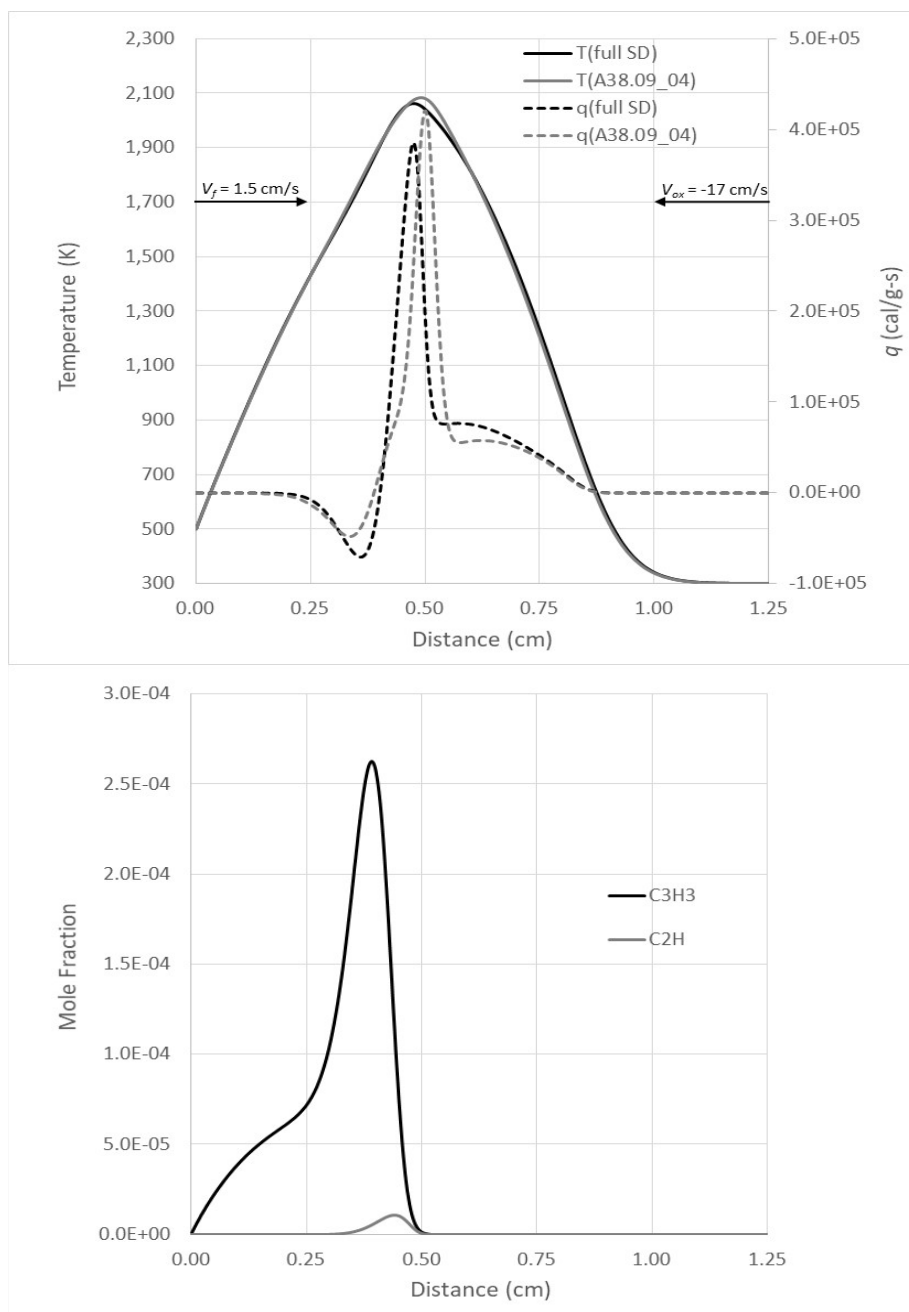 2,300
2,100
1,900
1,700
1,500
1,300
1,100
900
700
500
300
Temperature (K)
T(full SD)
T(A38.09_04)
q(full SD)
q(A38.09_04)
Vf = 1.5 cm/s
Vox = -17 cm/s
5.0E+05
4.0E+05
3.0E+05
2.0E+05
1.0E+05
0.0E+00
-1.0E+05
q (cal/g-s)
0.00 0.25 0.50 0.75 1.00 1.25
Distance (cm)
3.0E-04
2.5E-04
2.0E-04
1.5E-04
1.0E-04
5.0E-05
0.0E+00
Mole Fraction
C3H3
C2H
0.00 0.25 0.50 0.75 1.00 1.25
Distance (cm)